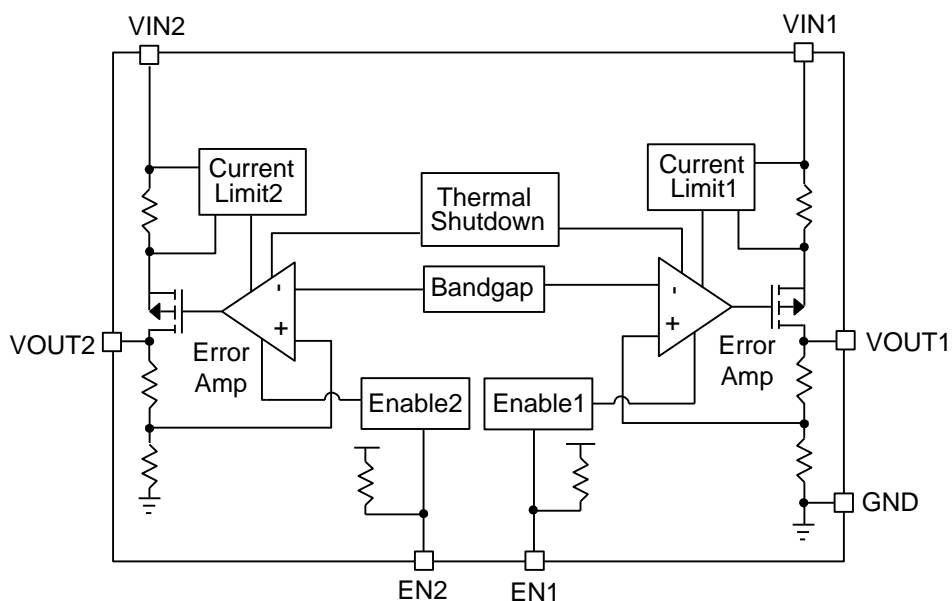 VIN2
VIN1
Current
Limit2
Current
Limit1
Thermal
Shutdown
-
Bandgap
-
+
+
VOUT2
Error
Amp
Error
Amp
VOUT1
Enable2
Enable1
GND
EN2
EN1